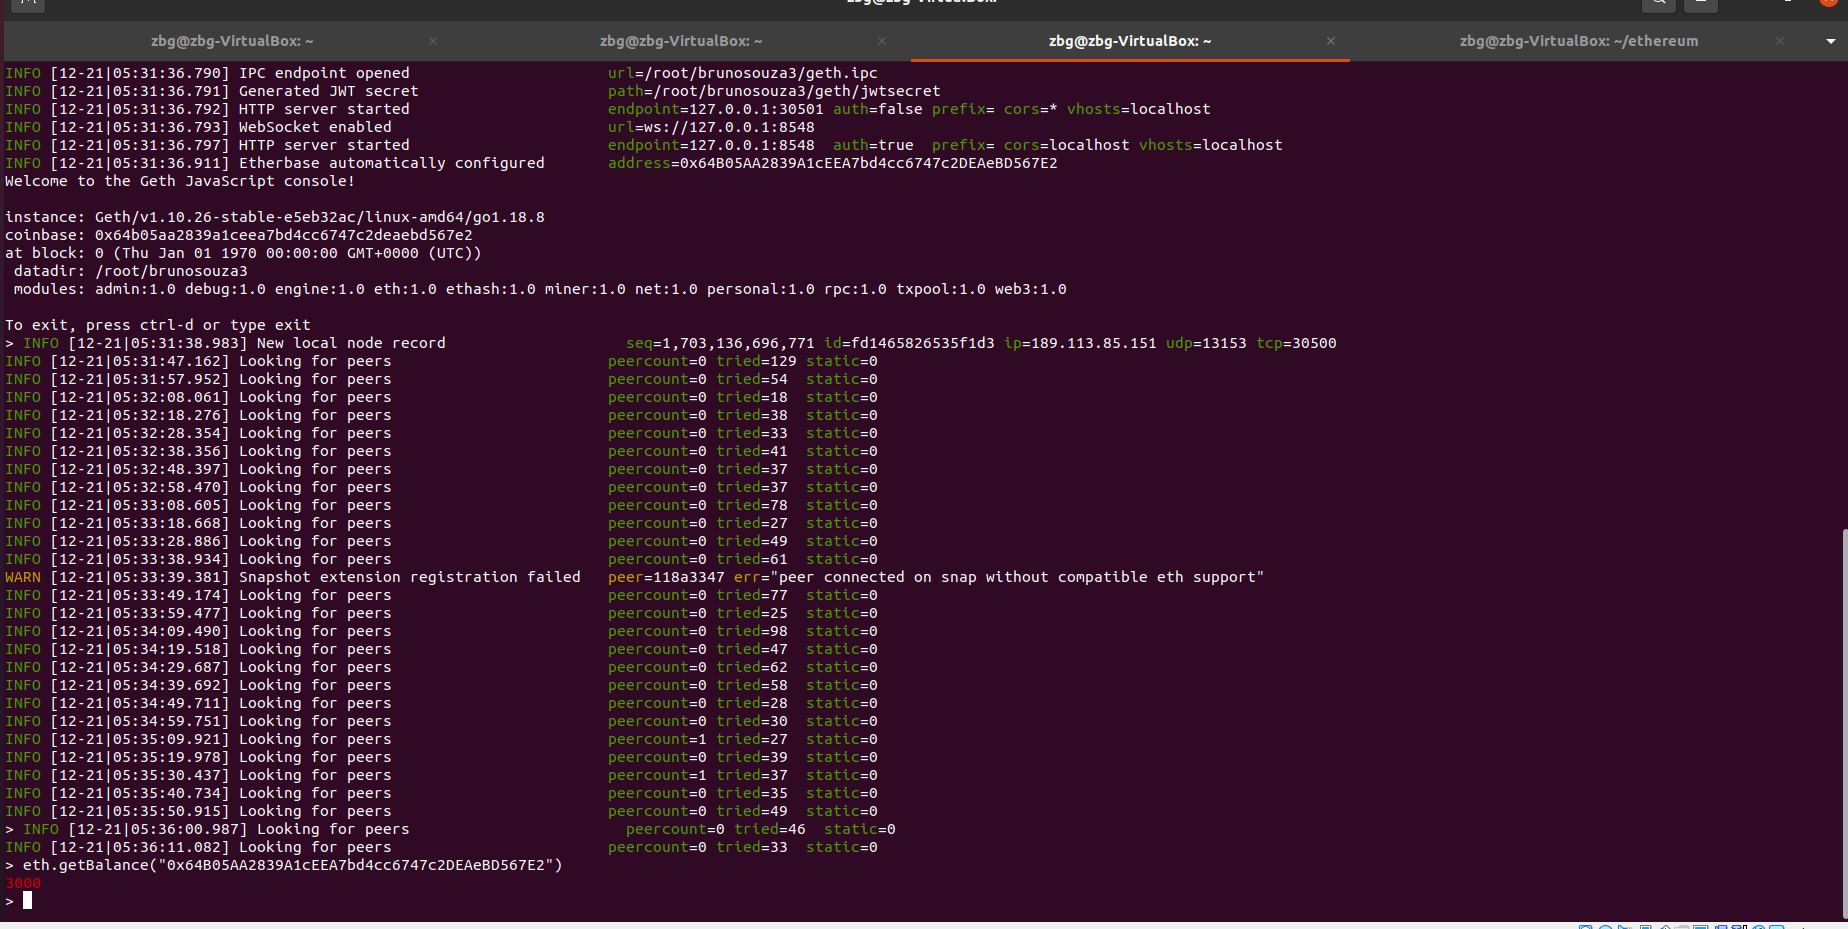 zbg@zbg-VirtualBox: ~
zbg@zbg-VirtualBox: ~ × zbg@zbg-VirtualBox: ~ × zbg@zbg-VirtualBox: ~ × zbg@zbg-VirtualBox: ~/ethereum ×
INFO [12-21|05:31:36.790] IPC endpoint opened url=/root/brunosouza3/geth.ipc
INFO [12-21|05:31:36.791] Generated JWT secret path=/root/brunosouza3/geth/jwtsecret
INFO [12-21|05:31:36.792] HTTP server started endpoint=127.0.0.1:30501 auth=false prefix= cors=* vhosts=localhost
INFO [12-21|05:31:36.793] WebSocket enabled url=ws://127.0.0.1:8548
INFO [12-21|05:31:36.797] HTTP server started endpoint=127.0.0.1:8548 auth=true prefix= cors=localhost vhosts=localhost
INFO [12-21|05:31:36.911] Etherbase automatically configured address=0x64B05AA2839A1cEEA7bd4cc6747c2DEAeBD567E2
Welcome to the Geth JavaScript console!
instance: Geth/v1.10.26-stable-e5eb32ac/linux-amd64/go1.18.8
coinbase: 0x64b05aa2839a1ceea7bd4cc6747c2deaebd567e2
at block: 0 (Thu Jan 01 1970 00:00:00 GMT+0000 (UTC))
datadir: /root/brunosouza3
modules: admin:1.0 debug:1.0 engine:1.0 eth:1.0 ethash:1.0 miner:1.0 net:1.0 personal:1.0 rpc:1.0 txpool:1.0 web3:1.0
To exit, press ctrl-d or type exit
> INFO [12-21|05:31:38.983] New local node record seq=1,703,136,696,771 id=fd1465826535f1d3 ip=189.113.85.151 udp=13153 tcp=30500
INFO [12-21|05:31:47.162] Looking for peers peercount=0 tried=129 static=0
INFO [12-21|05:31:57.952] Looking for peers peercount=0 tried=54 static=0
INFO [12-21|05:32:08.061] Looking for peers peercount=0 tried=18 static=0
INFO [12-21|05:32:18.276] Looking for peers peercount=0 tried=38 static=0
INFO [12-21|05:32:28.354] Looking for peers peercount=0 tried=33 static=0
INFO [12-21|05:32:38.356] Looking for peers peercount=0 tried=41 static=0
INFO [12-21|05:32:48.397] Looking for peers peercount=0 tried=37 static=0
INFO [12-21|05:32:58.470] Looking for peers peercount=0 tried=37 static=0
INFO [12-21|05:33:08.605] Looking for peers peercount=0 tried=78 static=0
INFO [12-21|05:33:18.668] Looking for peers peercount=0 tried=27 static=0
INFO [12-21|05:33:28.886] Looking for peers peercount=0 tried=49 static=0
INFO [12-21|05:33:38.934] Looking for peers peercount=0 tried=61 static=0
WARN [12-21|05:33:39.381] Snapshot extension registration failed peer=118a3347 err="peer connected on snap without compatible eth support"
INFO [12-21|05:33:49.174] Looking for peers peercount=0 tried=77 static=0
INFO [12-21|05:33:59.477] Looking for peers peercount=0 tried=25 static=0
INFO [12-21|05:34:09.490] Looking for peers peercount=0 tried=98 static=0
INFO [12-21|05:34:19.518] Looking for peers peercount=0 tried=47 static=0
INFO [12-21|05:34:29.687] Looking for peers peercount=0 tried=62 static=0
INFO [12-21|05:34:39.692] Looking for peers peercount=0 tried=58 static=0
INFO [12-21|05:34:49.711] Looking for peers peercount=0 tried=28 static=0
INFO [12-21|05:34:59.751] Looking for peers peercount=0 tried=30 static=0
INFO [12-21|05:35:09.921] Looking for peers peercount=1 tried=27 static=0
INFO [12-21|05:35:19.978] Looking for peers peercount=0 tried=39 static=0
INFO [12-21|05:35:30.437] Looking for peers peercount=1 tried=37 static=0
INFO [12-21|05:35:40.734] Looking for peers peercount=0 tried=35 static=0
INFO [12-21|05:35:50.915] Looking for peers peercount=0 tried=49 static=0
> INFO [12-21|05:36:00.987] Looking for peers peercount=0 tried=46 static=0
INFO [12-21|05:36:11.082] Looking for peers peercount=0 tried=33 static=0
> eth.getBalance("0x64B05AA2839A1cEEA7bd4cc6747c2DEAeBD567E2")
3000
>